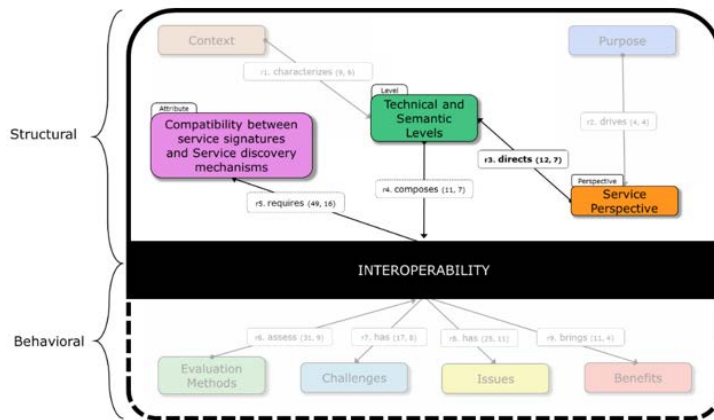 Context
Purpose
r1. characterizes (9, 6)
Level
Technical and
Semantic
Levels
Attribute
Compatibility between
service signatures
and Service discovery
mechanisms
r2. drives (4, 4)
Structural
r3. directs (12, 7)
r4. composes (11, 7)
Perspective
Service
Perspective
r5. requires (49, 16)
INTEROPERABILITY
Behavioral
r6. assess (31, 9)
r7. has (17, 8)
r8. has (25, 11)
r9. brings (11, 4)
Evaluation
Methods
Challenges
Issues
Benefits